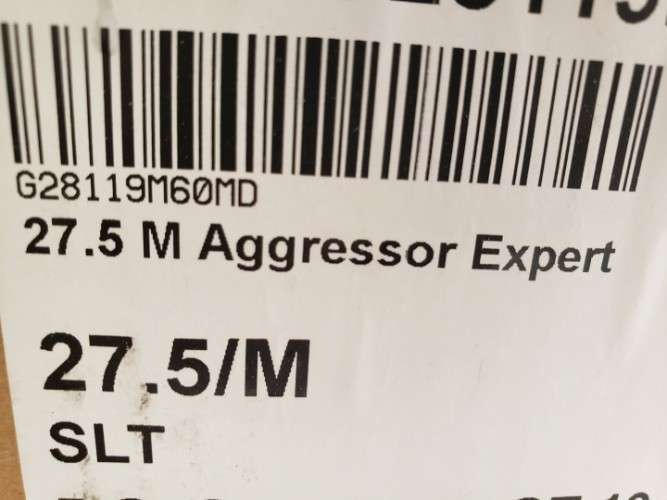 G28119M60MD
27.5 M Aggressor Expert
27.5/M
SLT